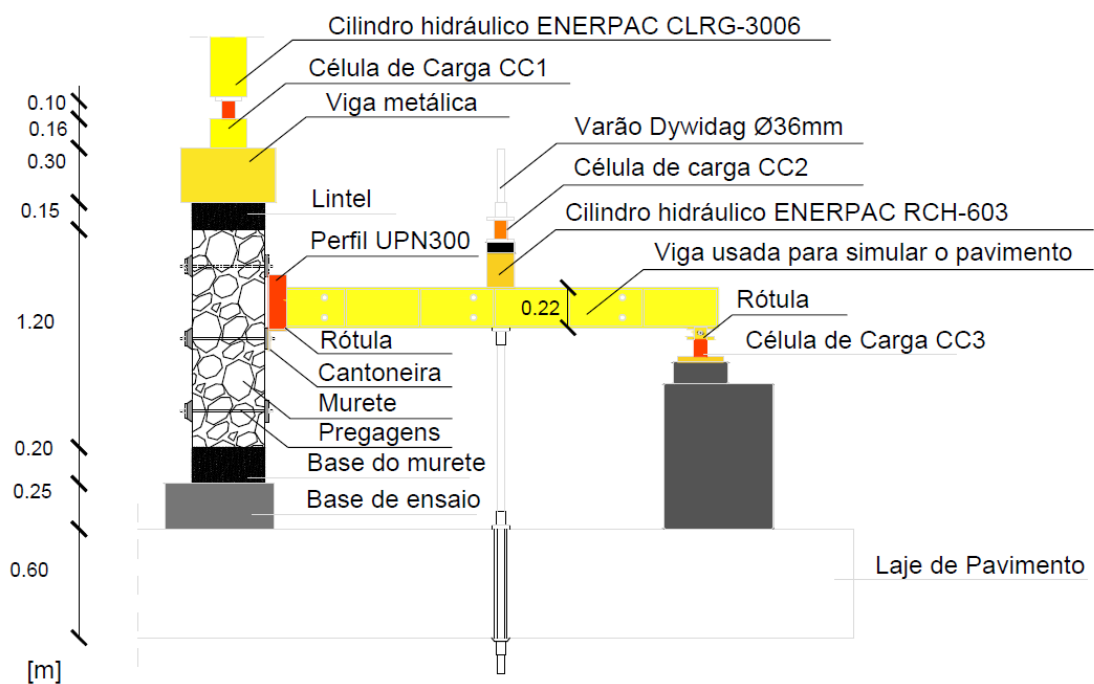 Cilindro hidráulico ENERPAC CLRG-3006
Célula de Carga CC1
Viga metálica
0.10
0.16
0.30
0.15
1.20
0.20
0.25
0.60
[m]
Lintel
Perfil UPN300
Varão Dywidag Ø36mm
Célula de carga CC2
Cilindro hidráulico ENERPAC RCH-603
Viga usada para simular o pavimento
0.22
Rótula
Célula de Carga CC3
Rótula
Cantoneira
Murete
Pregagens
Base do murete
Base de ensaio
Laje de Pavimento